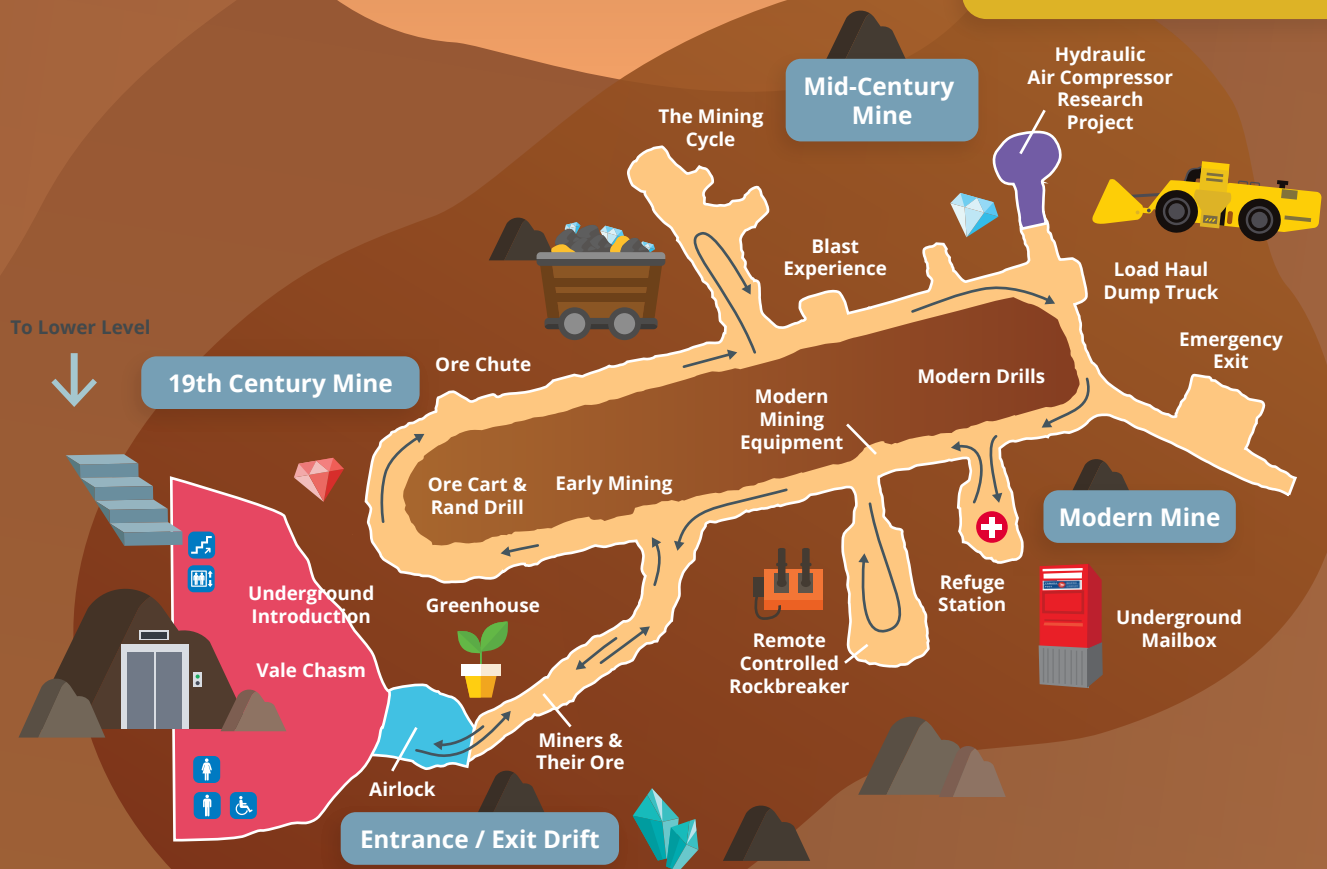 Hydraulic
Air Compressor
Research
Project
Mid-Century
Mine
The Mining
Cycle
Blast
Experience
Load Haul
Dump Truck
To Lower Level
Emergency
Exit
19th Century Mine
Ore Chute
Modern Drills
Modern
Mining
Equipment
Ore Cart &
Rand Drill
Early Mining
Modern Mine
Underground
Introduction
Greenhouse
Refuge
Station
Underground
Mailbox
Remote
Controlled
Rockbreaker
Vale Chasm
Miners &
Their Ore
Airlock
Entrance / Exit Drift